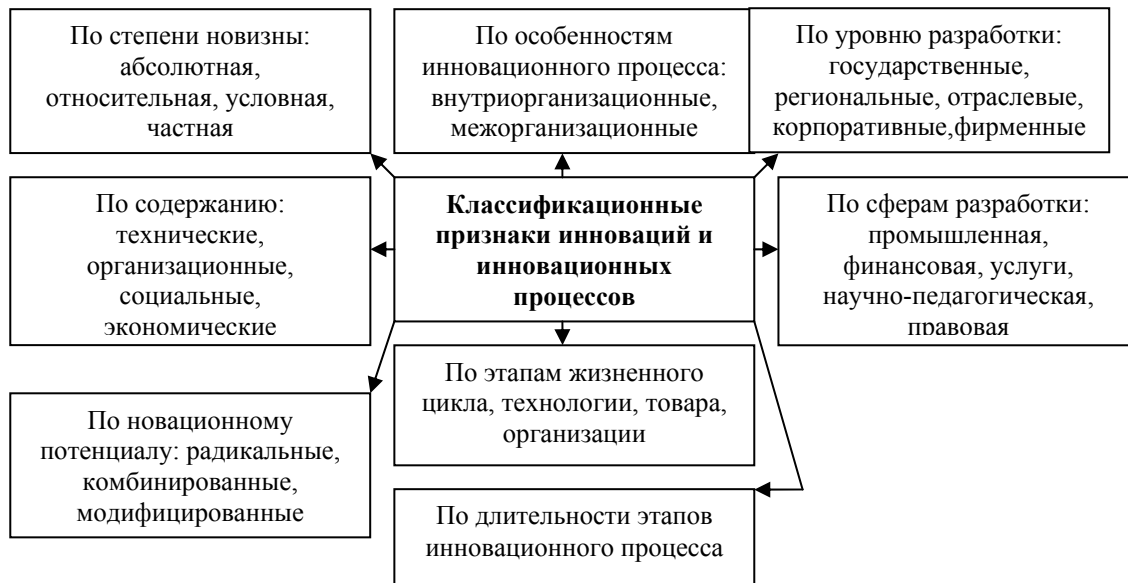 По степени новизны:
абсолютная,
относительная, условная,
частная
По особенностям
инновационного процесса:
внутриорганизационные,
межорганизационные
По уровню разработки:
государственные,
региональные, отраслевые,
корпоративные,фирменные
По содержанию:
технические,
организационные,
социальные,
экономические
Классификационные
признаки инноваций и
инновационных
процессов
По сферам разработки:
промышленная,
финансовая, услуги,
научно-педагогическая,
правовая
По новационному
потенциалу: радикальные,
комбинированные,
модифицированные
По этапам жизненного
цикла, технологии, товара,
организации
По длительности этапов
инновационного процесса